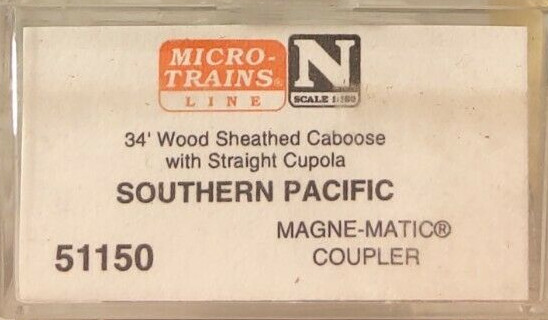 MICRO-
TRAINS®
LINE
N
SCALE 1:160
34' Wood Sheathed Caboose
with Straight Cupola
SOUTHERN PACIFIC
MAGNE-MATIC®
COUPLER
51150